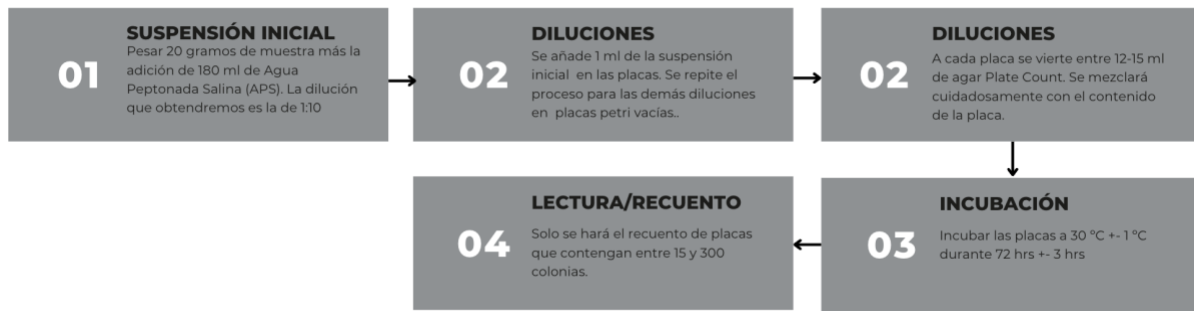 SUSPENSIÓN INICIAL
01
Pesar 20 gramos de muestra más la
adición de 180 ml de Agua
Peptonada Salina (APS). La dilución
que obtendremos es la de 1:10
DILUCIONES
02
Se añade 1 ml de la suspensión
inicial en las placas. Se repite el
proceso para las demás diluciones
en placas petri vacías..
DILUCIONES
02
A cada placa se vierte entre 12-15 ml
de agar Plate Count. Se mezclará
cuidadosamente con el contenido
de la placa.
INCUBACIÓN
03
Incubar las placas a 30 ºC +- 1 ºC
durante 72 hrs +- 3 hrs
LECTURA/RECUENTO
04
Solo se hará el recuento de placas
que contengan entre 15 y 300
colonias.